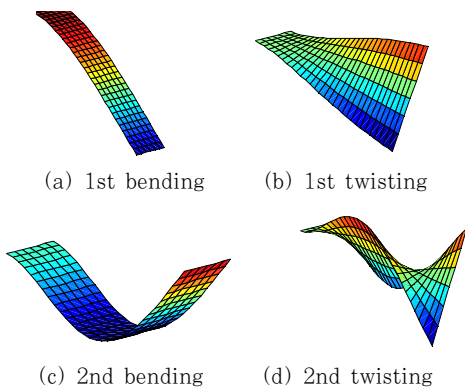 (a) 1st bending
(b) 1st twisting
(c) 2nd bending
(d) 2nd twisting